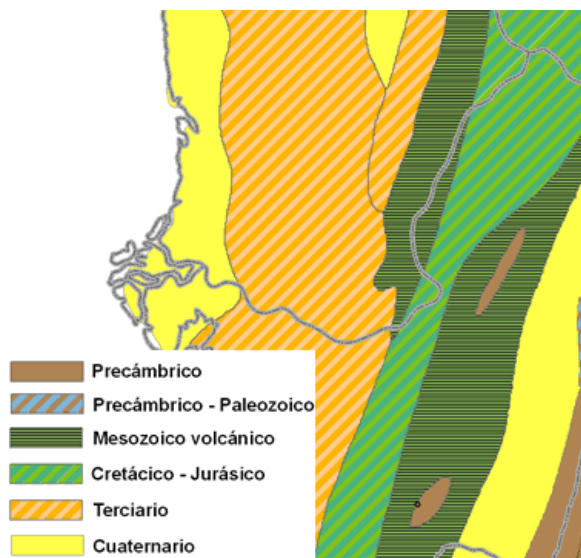 Precámbrico
Precámbrico - Paleozoico
Mesozoico volcánico
Cretácico - Jurásico
Terciario
Cuaternario